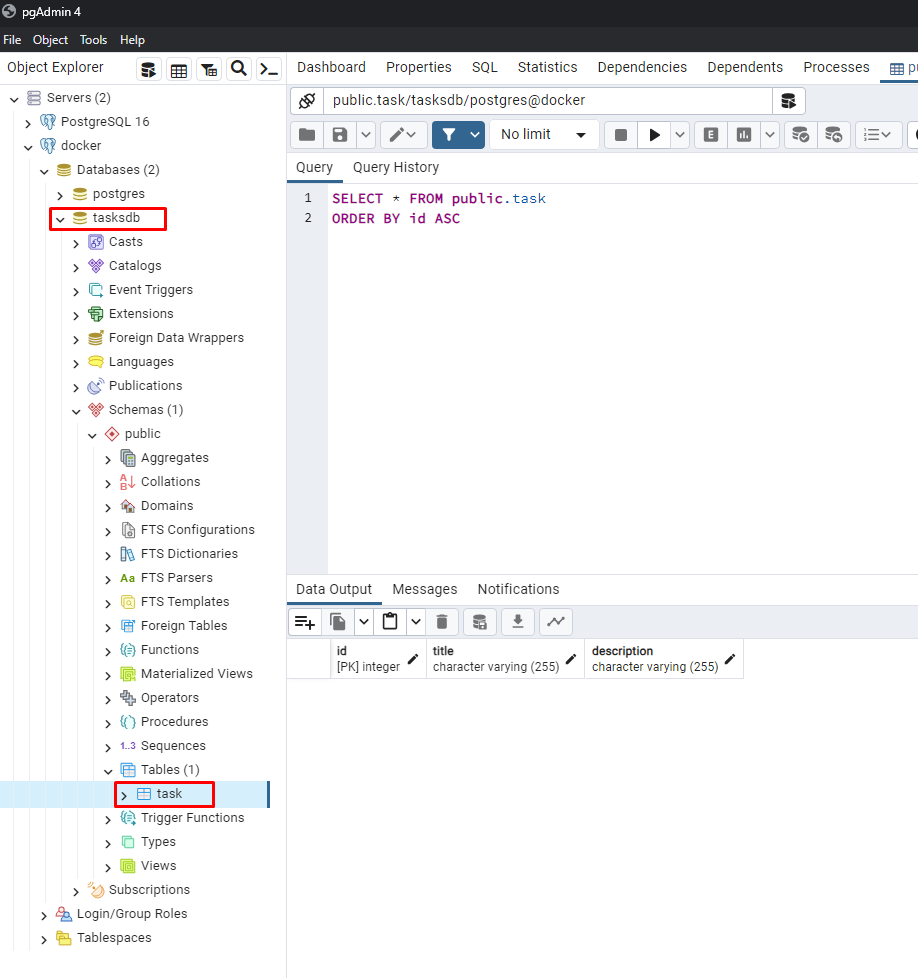 pgAdmin 4
File Object Tools Help
Object Explorer
Dashboard Properties SQL Statistics Dependencies Dependents Processes
Servers (2)
PostgreSQL 16
docker
Databases (2)
postgres
tasksdb
Casts
Catalogs
Event Triggers
Extensions
Foreign Data Wrappers
Languages
Publications
Schemas (1)
public
Aggregates
Collations
Domains
FTS Configurations
FTS Dictionaries
Aa FTS Parsers
FTS Templates
Foreign Tables
Functions
Materialized Views
Operators
Procedures
1..3 Sequences
Tables (1)
task
Trigger Functions
Types
Views
Subscriptions
Login/Group Roles
Tablespaces
public.task/tasksdb/postgres@docker
No limit
E
Query Query History
1 SELECT * FROM public.task
2 ORDER BY id ASC
Data Output Messages Notifications
id
[PK] integer
title
character varying (255)
description
character varying (255)